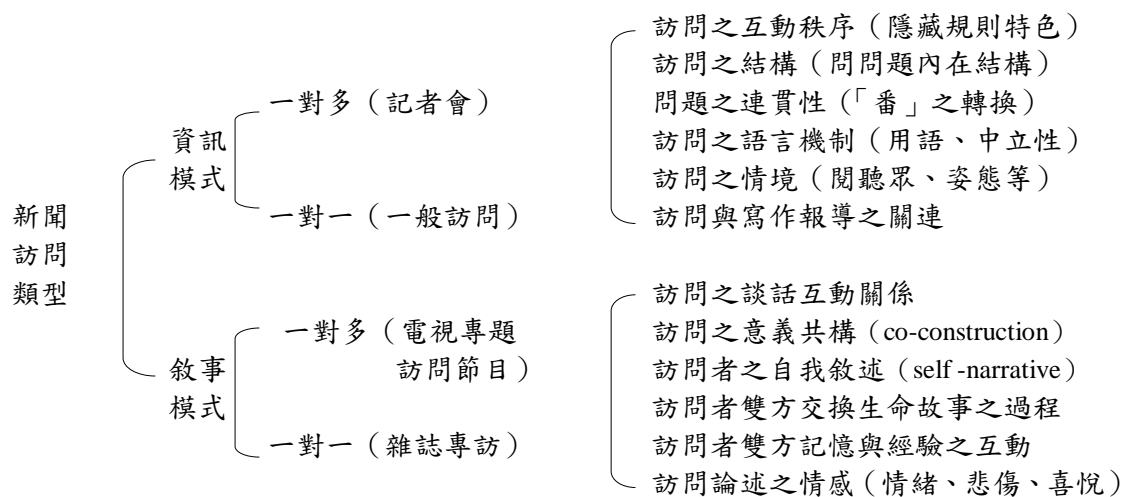 新聞
訪問
類型
資訊
模式
一對多（記者會）
一對一（一般訪問）
訪問之互動秩序（隱藏規則特色）
訪問之結構（問問題內在結構）
問題之連貫性（「番」之轉換）
訪問之語言機制（用語、中立性）
訪問之情境（閱聽眾、姿態等）
訪問與寫作報導之關連
敘事
模式
一對多（電視專題
訪問節目）
一對一（雜誌專訪）
訪問之談話互動關係
訪問之意義共構（co-construction）
訪問者之自我敘述（self -narrative）
訪問者雙方交換生命故事之過程
訪問者雙方記憶與經驗之互動
訪問論述之情感（情緒、悲傷、喜悅）